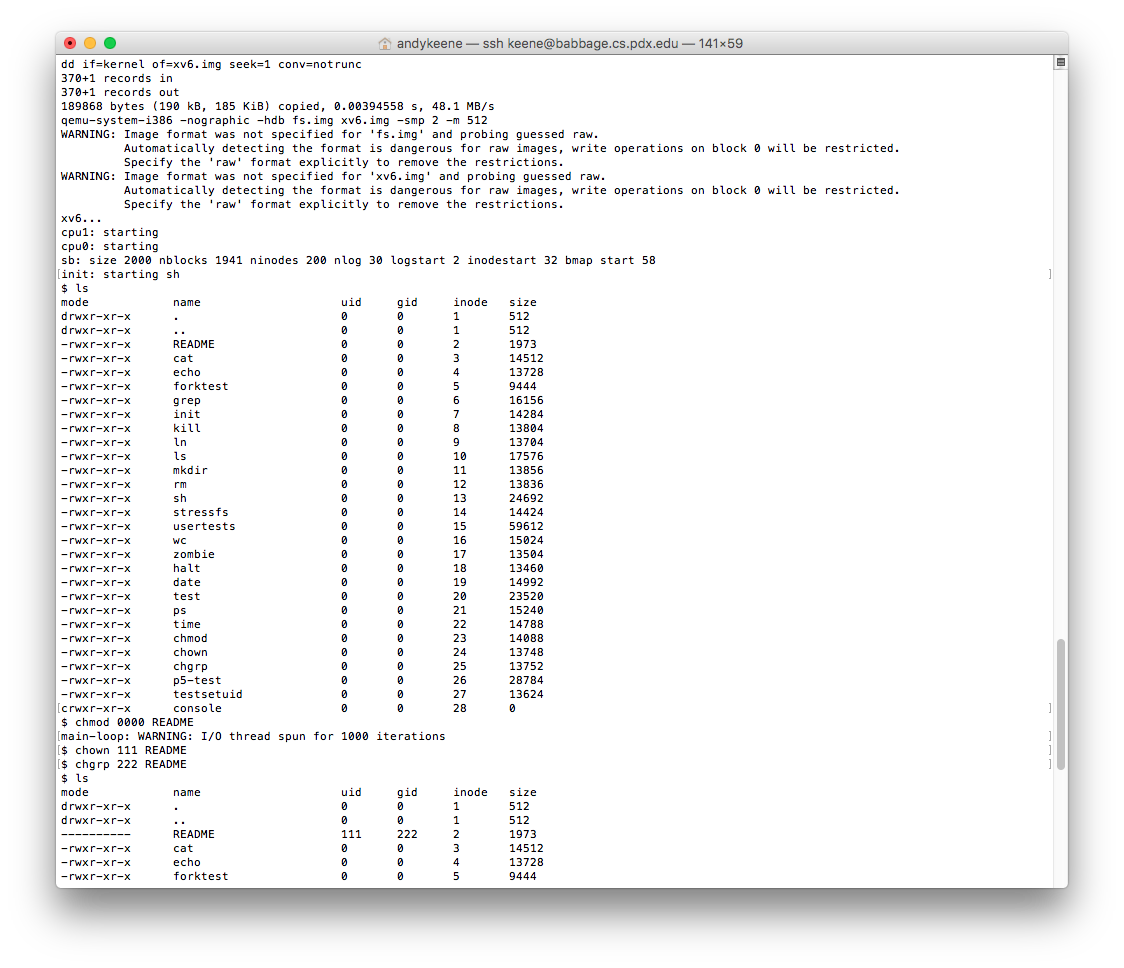 andykeene — ssh keene@babbage.cs.pdx.edu — 141×59
dd if=kernel of=xv6.img seek=1 conv=notrunc
370+1 records in
370+1 records out
189868 bytes (190 kB, 185 KiB) copied, 0.00394558 s, 48.1 MB/s
qemu-system-i386 -nographic -hdb fs.img xv6.img -smp 2 -m 512
WARNING: Image format was not specified for 'fs.img' and probing guessed raw.
         Automatically detecting the format is dangerous for raw images, write operations on block 0 will be restricted.
         Specify the 'raw' format explicitly to remove the restrictions.
WARNING: Image format was not specified for 'xv6.img' and probing guessed raw.
         Automatically detecting the format is dangerous for raw images, write operations on block 0 will be restricted.
         Specify the 'raw' format explicitly to remove the restrictions.
xv6...
cpu1: starting
cpu0: starting
sb: size 2000 nblocks 1941 ninodes 200 nlog 30 logstart 2 inodestart 32 bmap start 58
[init: starting sh ]
$ ls
mode            name                    uid     gid     inode   size
drwxr-xr-x      .                       0       0       1       512
drwxr-xr-x      ..                      0       0       1       512
-rwxr-xr-x      README                  0       0       2       1973
-rwxr-xr-x      cat                     0       0       3       14512
-rwxr-xr-x      echo                    0       0       4       13728
-rwxr-xr-x      forktest                0       0       5       9444
-rwxr-xr-x      grep                    0       0       6       16156
-rwxr-xr-x      init                    0       0       7       14284
-rwxr-xr-x      kill                    0       0       8       13804
-rwxr-xr-x      ln                      0       0       9       13704
-rwxr-xr-x      ls                      0       0       10      17576
-rwxr-xr-x      mkdir                   0       0       11      13856
-rwxr-xr-x      rm                      0       0       12      13836
-rwxr-xr-x      sh                      0       0       13      24692
-rwxr-xr-x      stressfs                0       0       14      14424
-rwxr-xr-x      usertests               0       0       15      59612
-rwxr-xr-x      wc                      0       0       16      15024
-rwxr-xr-x      zombie                  0       0       17      13504
-rwxr-xr-x      halt                    0       0       18      13460
-rwxr-xr-x      date                    0       0       19      14992
-rwxr-xr-x      test                    0       0       20      23520
-rwxr-xr-x      ps                      0       0       21      15240
-rwxr-xr-x      time                    0       0       22      14788
-rwxr-xr-x      chmod                   0       0       23      14088
-rwxr-xr-x      chown                   0       0       24      13748
-rwxr-xr-x      chgrp                   0       0       25      13752
-rwxr-xr-x      p5-test                 0       0       26      28784
-rwxr-xr-x      testsetuid              0       0       27      13624
[crwxr-xr-x      console                 0       0       28      0 ]
$ chmod 0000 README
[main-loop: WARNING: I/O thread spun for 1000 iterations ]
[$ chown 111 README ]
[$ chgrp 222 README ]
$ ls
mode            name                    uid     gid     inode   size
drwxr-xr-x      .                       0       0       1       512
drwxr-xr-x      ..                      0       0       1       512
----------      README                  111     222     2       1973
-rwxr-xr-x      cat                     0       0       3       14512
-rwxr-xr-x      echo                    0       0       4       13728
-rwxr-xr-x      forktest                0       0       5       9444